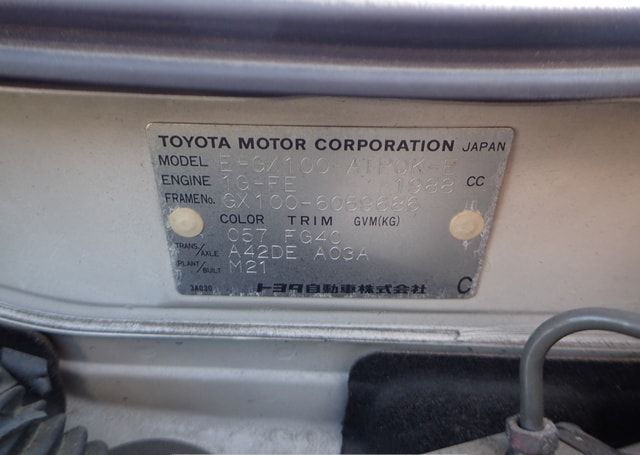 TOYOTA MOTOR CORPORATION JAPAN
MODEL E-GX100-ATPQK-E
ENGINE 1G-FE 1988 CC
FRAME NO. GX100-6059686
COLOR TRIM GVM(KG)
057 FG40
TRANS./AXLE A42DE A03A
PLANT/BUILT M21
3A030 トヨタ自動車株式会社 C